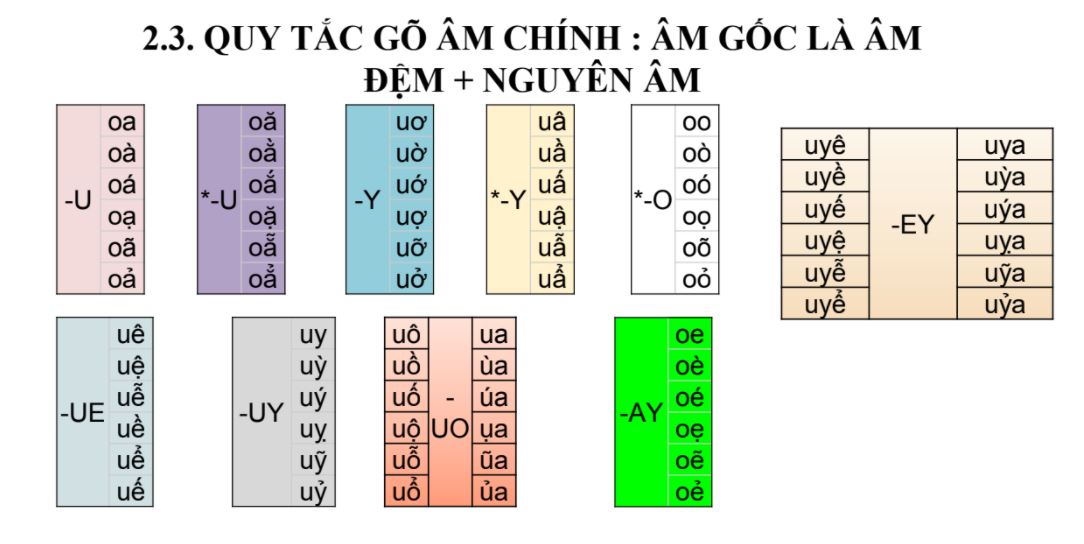 2.3. QUY TẮC GÕ ÂM CHÍNH : ÂM GỐC LÀ ÂM
ĐỆM + NGUYÊN ÂM
-U
oa
oà
oá
oạ
oã
oả
*-U
oă
oằ
oắ
oặ
oẵ
oẳ
-Y
uơ
uờ
uớ
uợ
uỡ
uở
*-Y
uâ
uầ
uấ
uậ
uẫ
uẩ
*-O
oo
oò
oó
oọ
oõ
oỏ
uyê
uyề
uyế
uyệ
uyễ
uyể
-EY
uya
uỳa
uýa
uỵa
uỹa
uỷa
-UE
uê
uệ
uễ
uề
uể
uế
-UY
uy
uỳ
uý
uỵ
uỹ
uỷ
uô
uồ
uố
uộ
uỗ
uổ
-
UO
ua
ùa
úa
ụa
ũa
ủa
-AY
oe
oè
oé
oẹ
oẽ
oẻ